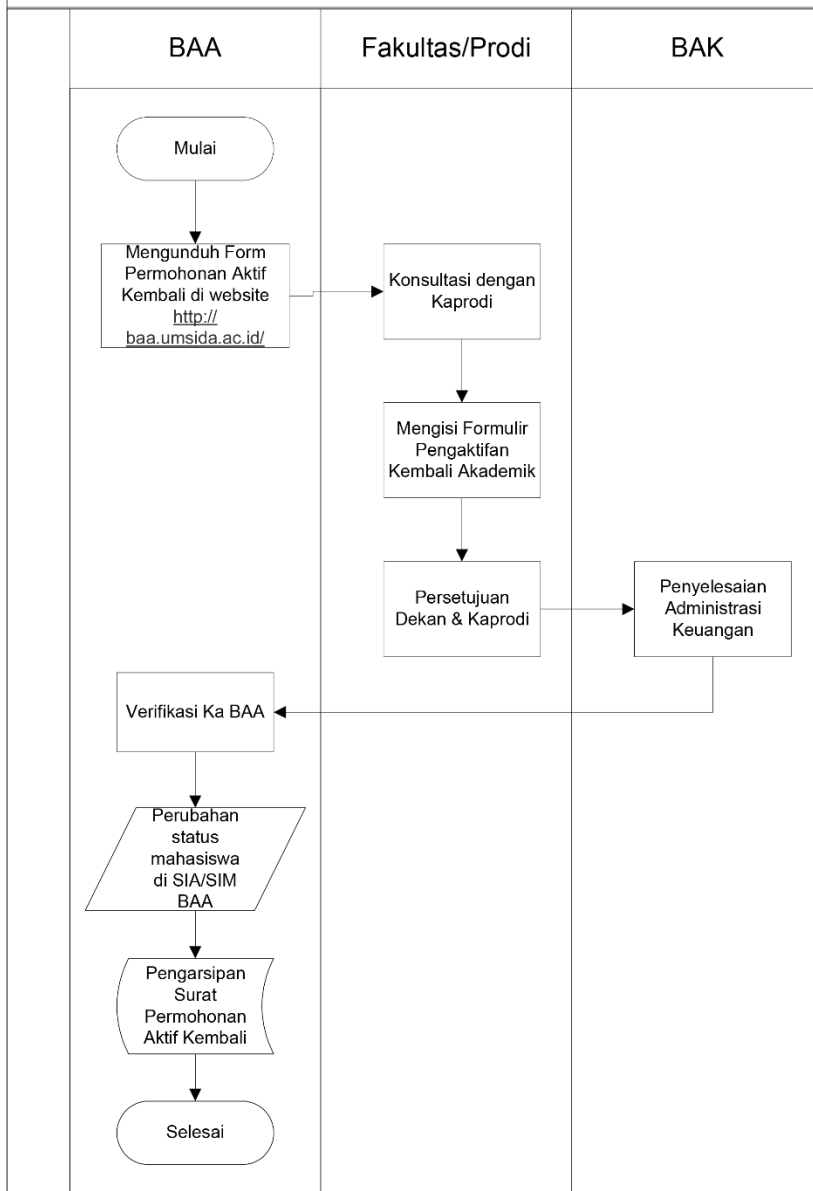 BAA
Fakultas/Prodi
BAK
Mulai
Mengunduh Form
Permohonan Aktif
Kembali di website
http://
baa.umsida.ac.id/
Konsultasi dengan
Kaprodi
Mengisi Formulir
Pengaktifan
Kembali Akademik
Persetujuan
Dekan & Kaprodi
Penyelesaian
Administrasi
Keuangan
Verifikasi Ka BAA
Perubahan
status
mahasiswa
di SIA/SIM
BAA
Pengarsipan
Surat
Permohonan
Aktif Kembali
Selesai